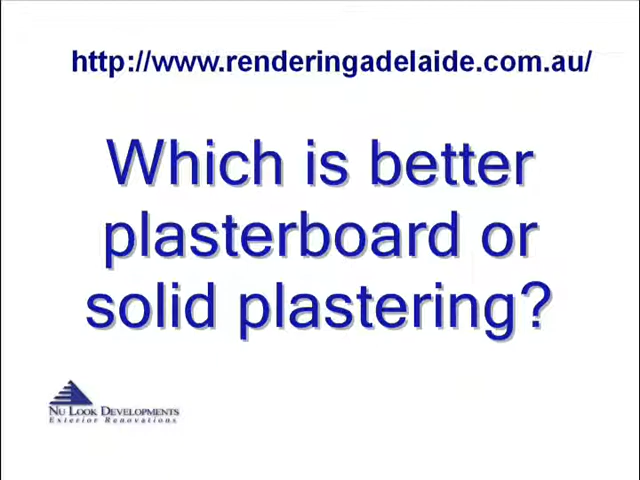 http://www.renderingadelaide.com.au/
Which is better
plasterboard or
solid plastering?
Nu Look Developments
Exterior Renovations